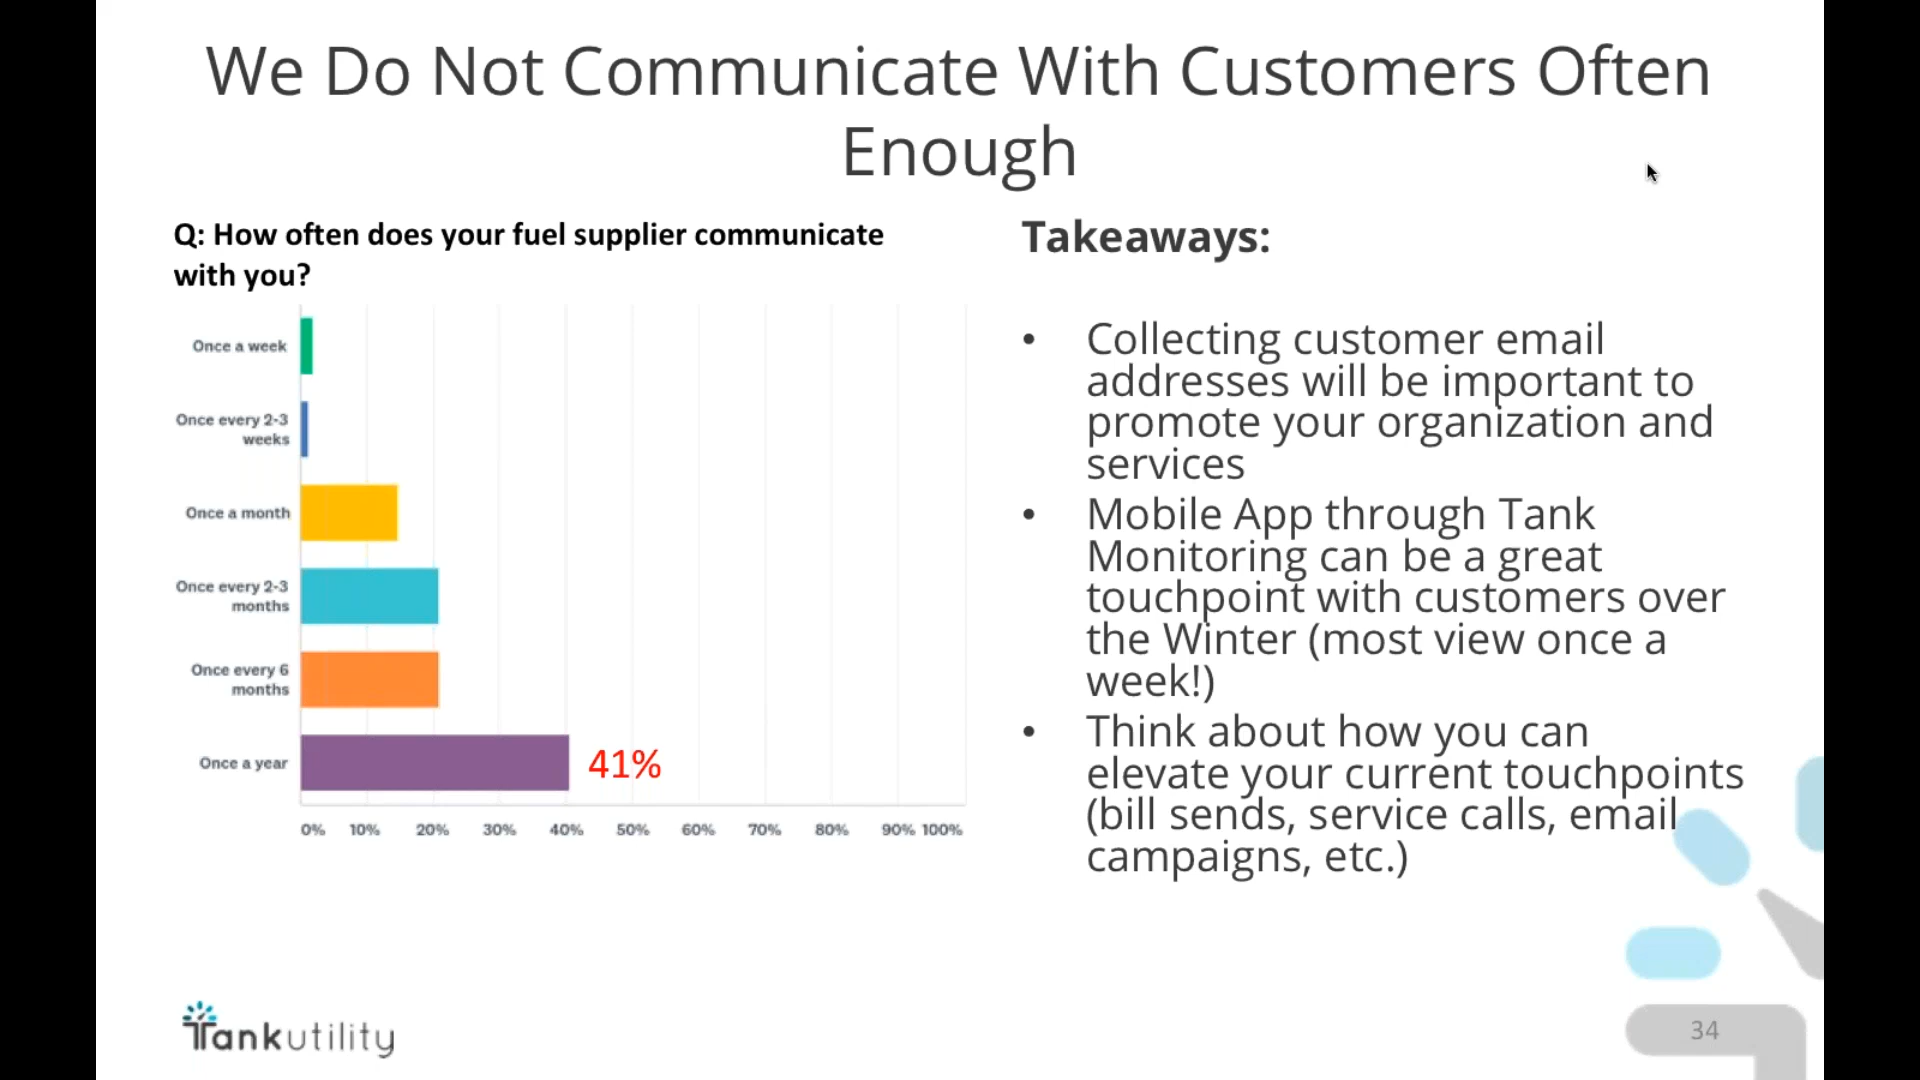 We Do Not Communicate With Customers Often
Enough
Q: How often does your fuel supplier communicate
with you?
Once a week
Once every 2-3
weeks
Once a month
Once every 2-3
months
Once every 6
months
Once a year
41%
0% 10% 20% 30% 40% 50% 60% 70% 80% 90% 100%
Takeaways:
• Collecting customer email
addresses will be important to
promote your organization and
services
• Mobile App through Tank
Monitoring can be a great
touchpoint with customers over
the Winter (most view once a
week!)
• Think about how you can
elevate your current touchpoints
(bill sends, service calls, email
campaigns, etc.)
Tankutility
34